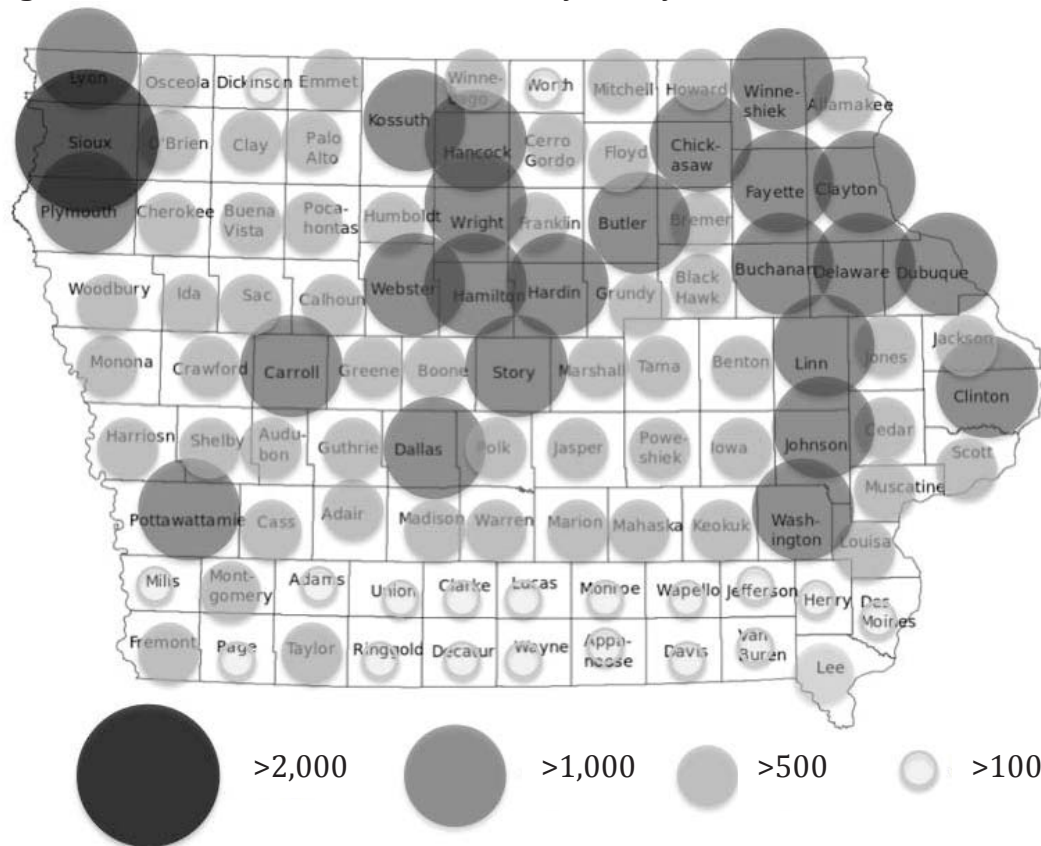 Lyon
Osceola
Dickinson
Emmet
Kossuth
Winne-
bago
Worth
Mitchell
Howard
Winne-
shiek
Allamakee
Sioux
O'Brien
Clay
Palo
Alto
Hancock
Cerro
Gordo
Floyd
Chick-
asaw
Fayette
Clayton
Plymouth
Cherokee
Buena
Vista
Poca-
hontas
Humboldt
Wright
Franklin
Butler
Bremer
Woodbury
Ida
Sac
Calhoun
Webster
Hamilton
Hardin
Grundy
Black
Hawk
Buchanan
Delaware
Dubuque
Monona
Crawford
Carroll
Greene
Boone
Story
Marshall
Tama
Benton
Linn
Jones
Jackson
Clinton
Harriosn
Shelby
Audu-
bon
Guthrie
Dallas
Polk
Jasper
Powe-
shiek
Iowa
Johnson
Cedar
Scott
Muscatine
Pottawattamie
Cass
Adair
Madison
Warren
Marion
Mahaska
Keokuk
Wash-
ington
Louisa
Mills
Mont-
gomery
Adams
Union
Clarke
Lucas
Monroe
Wapello
Jefferson
Henry
Des
Moines
Fremont
Page
Taylor
Ringgold
Decatur
Wayne
Appa-
noose
Davis
Van
Buren
Lee
>2,000
>1,000
>500
>100